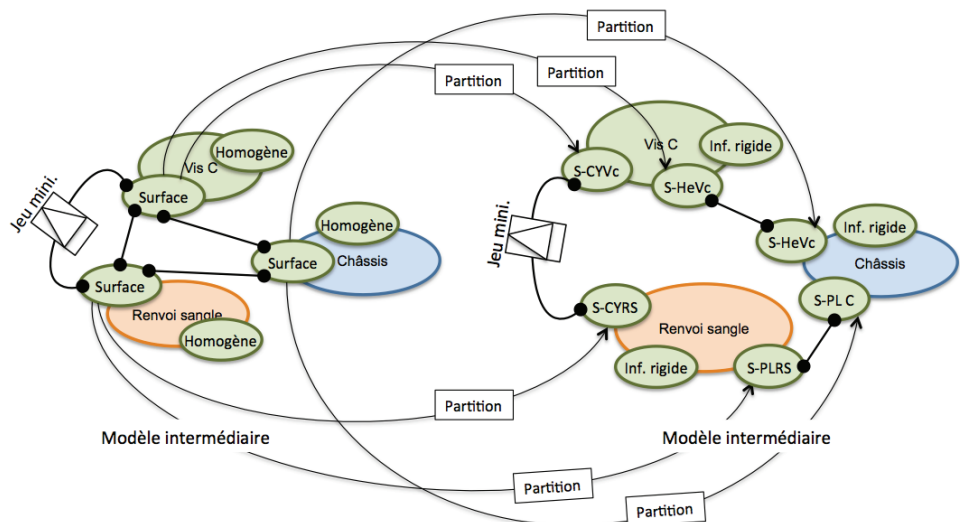 Partition
Partition
Partition
Homogène
Vis C
Surface
Jeu mini.
Homogène
Surface
Châssis
Surface
Renvoi sangle
Homogène
Inf. rigide
S-CYVc
S-HeVc
Jeu mini.
S-HeVc
Inf. rigide
Châssis
S-PL C
S-CYRS
Renvoi sangle
Inf. rigide
S-PLRS
Partition
Modèle intermédiaire
Modèle intermédiaire
Partition
Partition